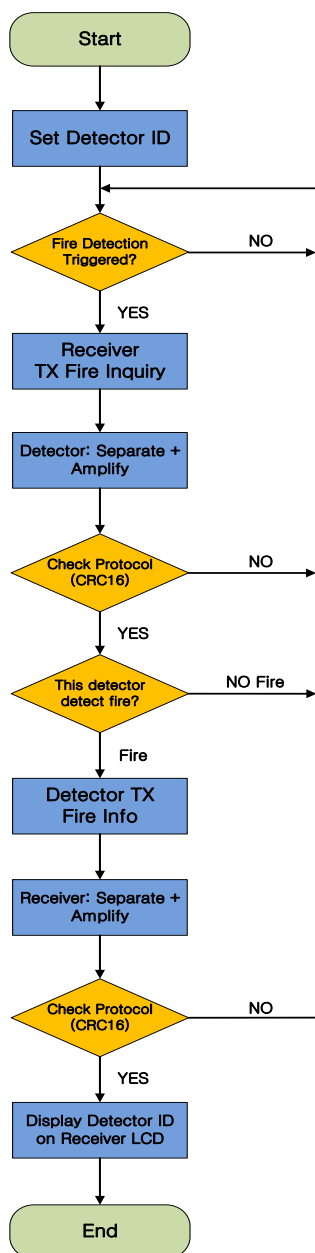 Start
Set Detector ID
Fire Detection
Triggered?
NO
YES
Receiver
TX Fire Inquiry
Detector: Separate +
Amplify
Check Protocol
(CRC16)
NO
YES
This detector
detect fire?
NO Fire
Fire
Detector TX
Fire Info
Receiver: Separate +
Amplify
Check Protocol
(CRC16)
NO
YES
Display Detector ID
on Receiver LCD
End